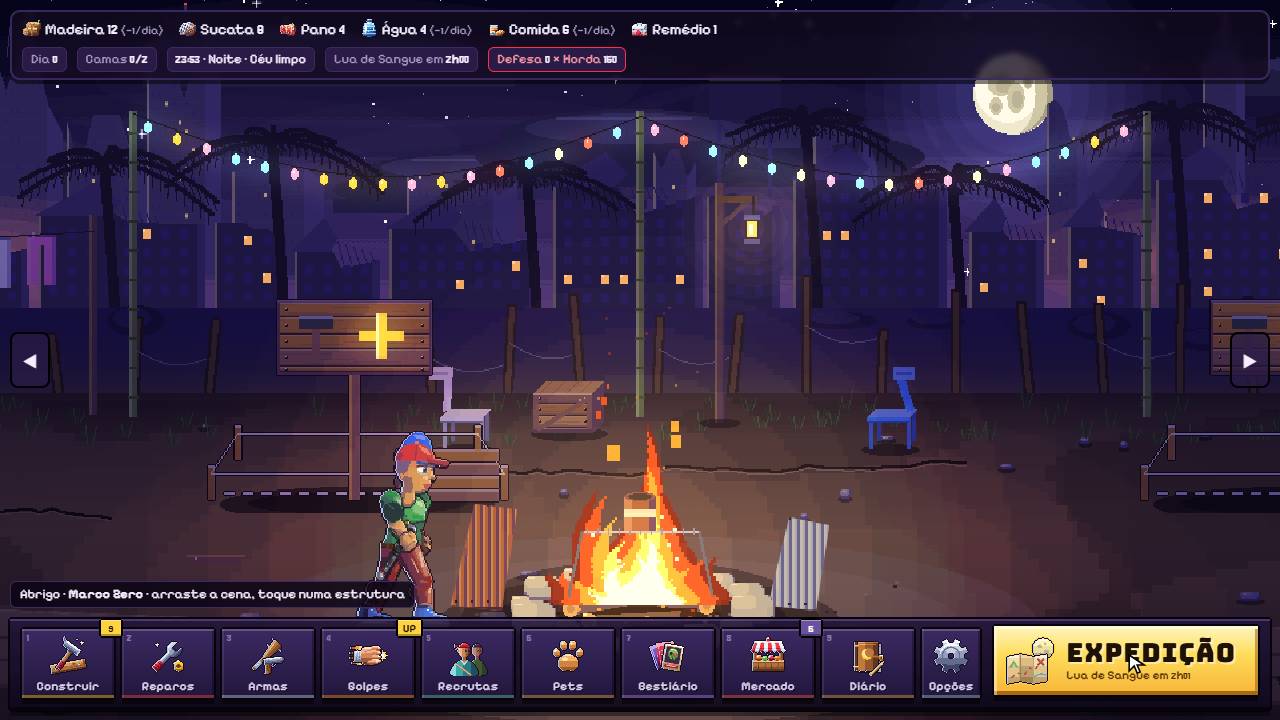 Madeira 12 (-1/dia) Sucata 8 Pano 4 Água 4 (-1/dia) Comida 6 (-1/dia) Remédio 1
Dia 0 Camas 0/2 23:53 · Noite · Céu limpo Lua de Sangue em 2h00 Defesa 0 × Horda 160
◀ ▶
Abrigo · Marco Zero · arraste a cena, toque numa estrutura
9 UP 6
1 2 3 4 5 6 7 8 9
Construir Reparos Armas Golpes Recrutas Pets Bestiário Mercado Diário Opções
EXPEDIÇÃO
Lua de Sangue em 2h01